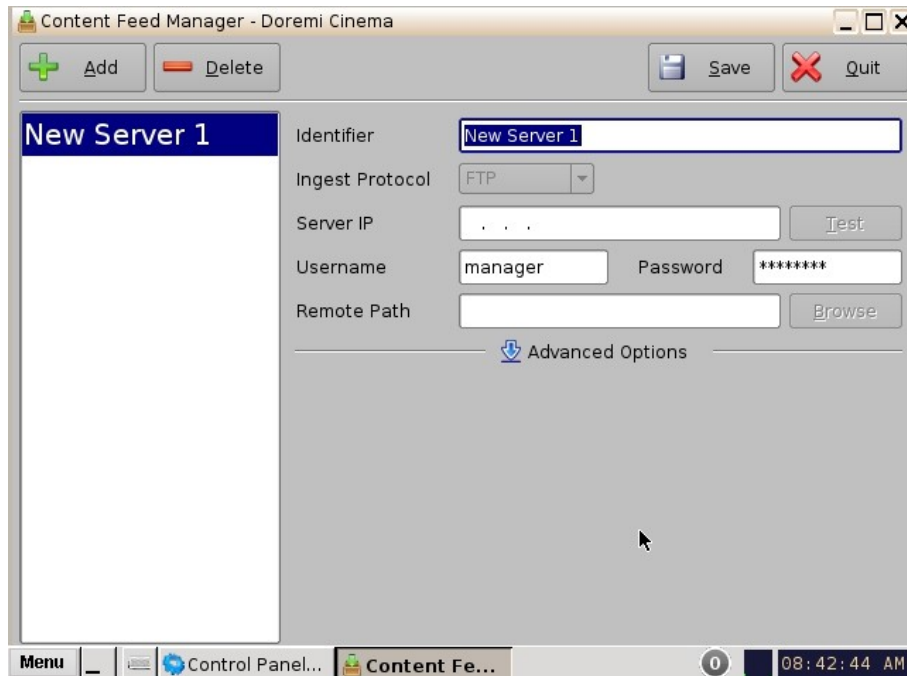 Content Feed Manager - Doremi Cinema
Add
Delete
Save
Quit
New Server 1
Identifier
New Server 1
Ingest Protocol
FTP
Server IP
. . .
Test
Username
manager
Password
********
Remote Path
Browse
Advanced Options
Menu
Control Panel...
Content Fe...
0
08:42:44 AM